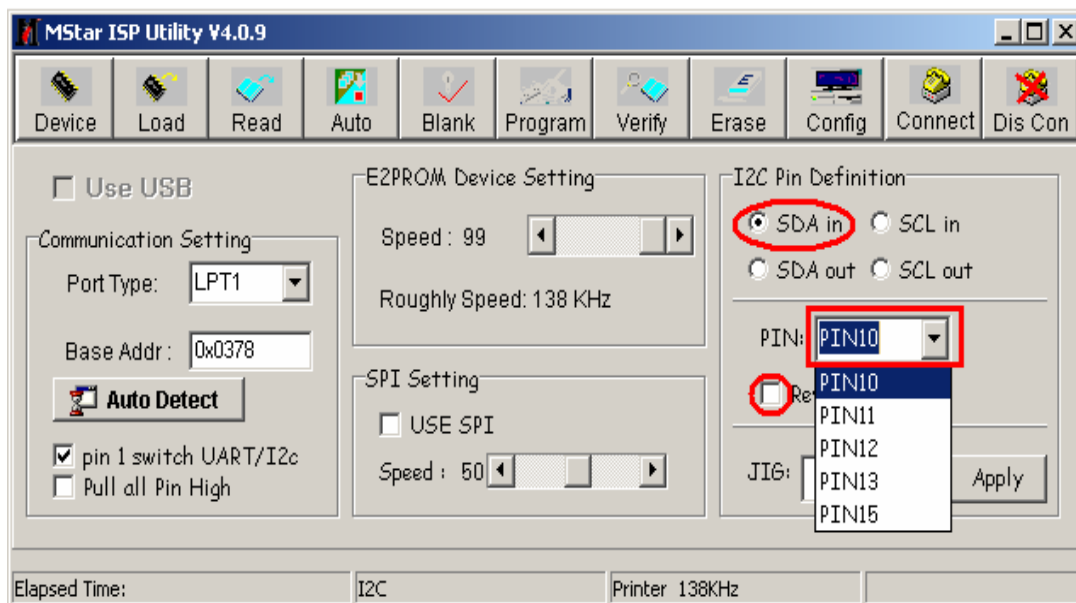 MStar ISP Utility V4.0.9
Device Load Read Auto Blank Program Verify Erase Config Connect Dis Con
Use USB
Communication Setting
Port Type: LPT1
Base Addr : 0x0378
Auto Detect
pin 1 switch UART/I2c
Pull all Pin High
E2PROM Device Setting
Speed : 99
Roughly Speed: 138 KHz
SPI Setting
USE SPI
Speed : 50
I2C Pin Definition
SDA in SCL in
SDA out SCL out
PIN: PIN10
PIN10
PIN11
PIN12
PIN13
PIN15
JIG:
Apply
Elapsed Time: I2C Printer 138KHz